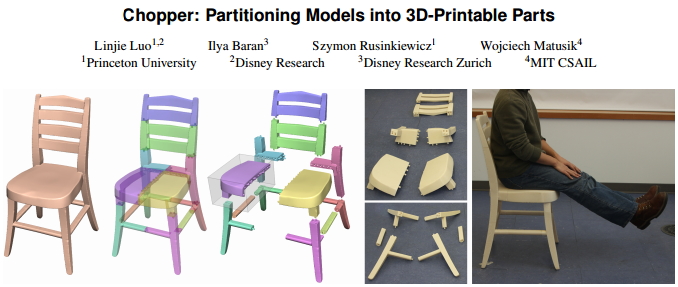 Chopper: Partitioning Models into 3D-Printable Parts
Linjie Luo1,2 Ilya Baran3 Szymon Rusinkiewicz1 Wojciech Matusik4
1Princeton University 2Disney Research 3Disney Research Zurich 4MIT CSAIL